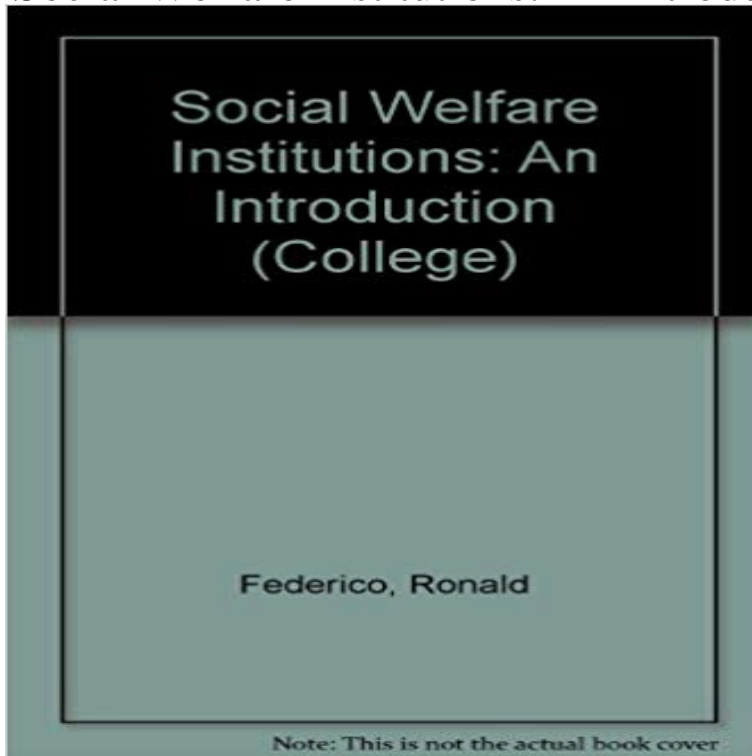 Social Welfare
Institutions: An
Introduction
(College)
Federico, Ronald
Note: This is not the actual book cover